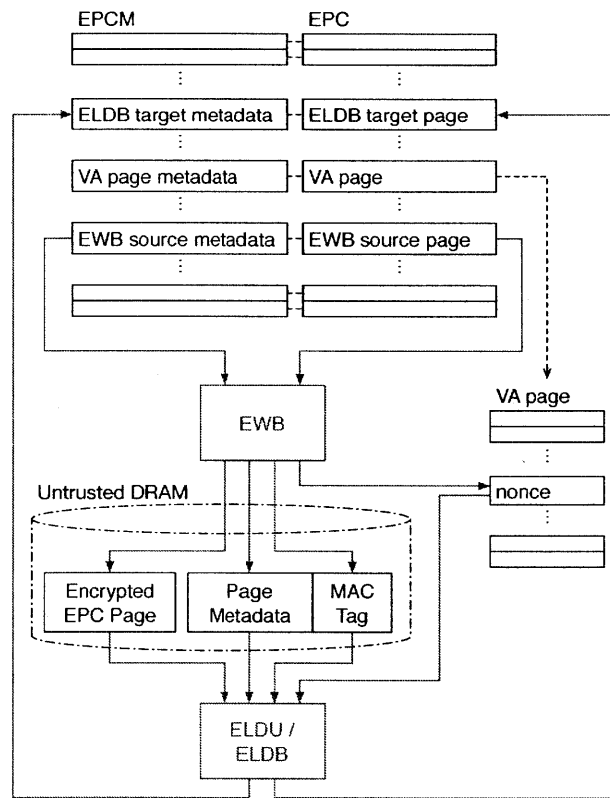 EPCM
EPC
ELDB target metadata
ELDB target page
VA page metadata
VA page
EWB source metadata
EWB source page
EWB
VA page
nonce
Untrusted DRAM
Encrypted
EPC Page
Page
Metadata
MAC
Tag
ELDU /
ELDB